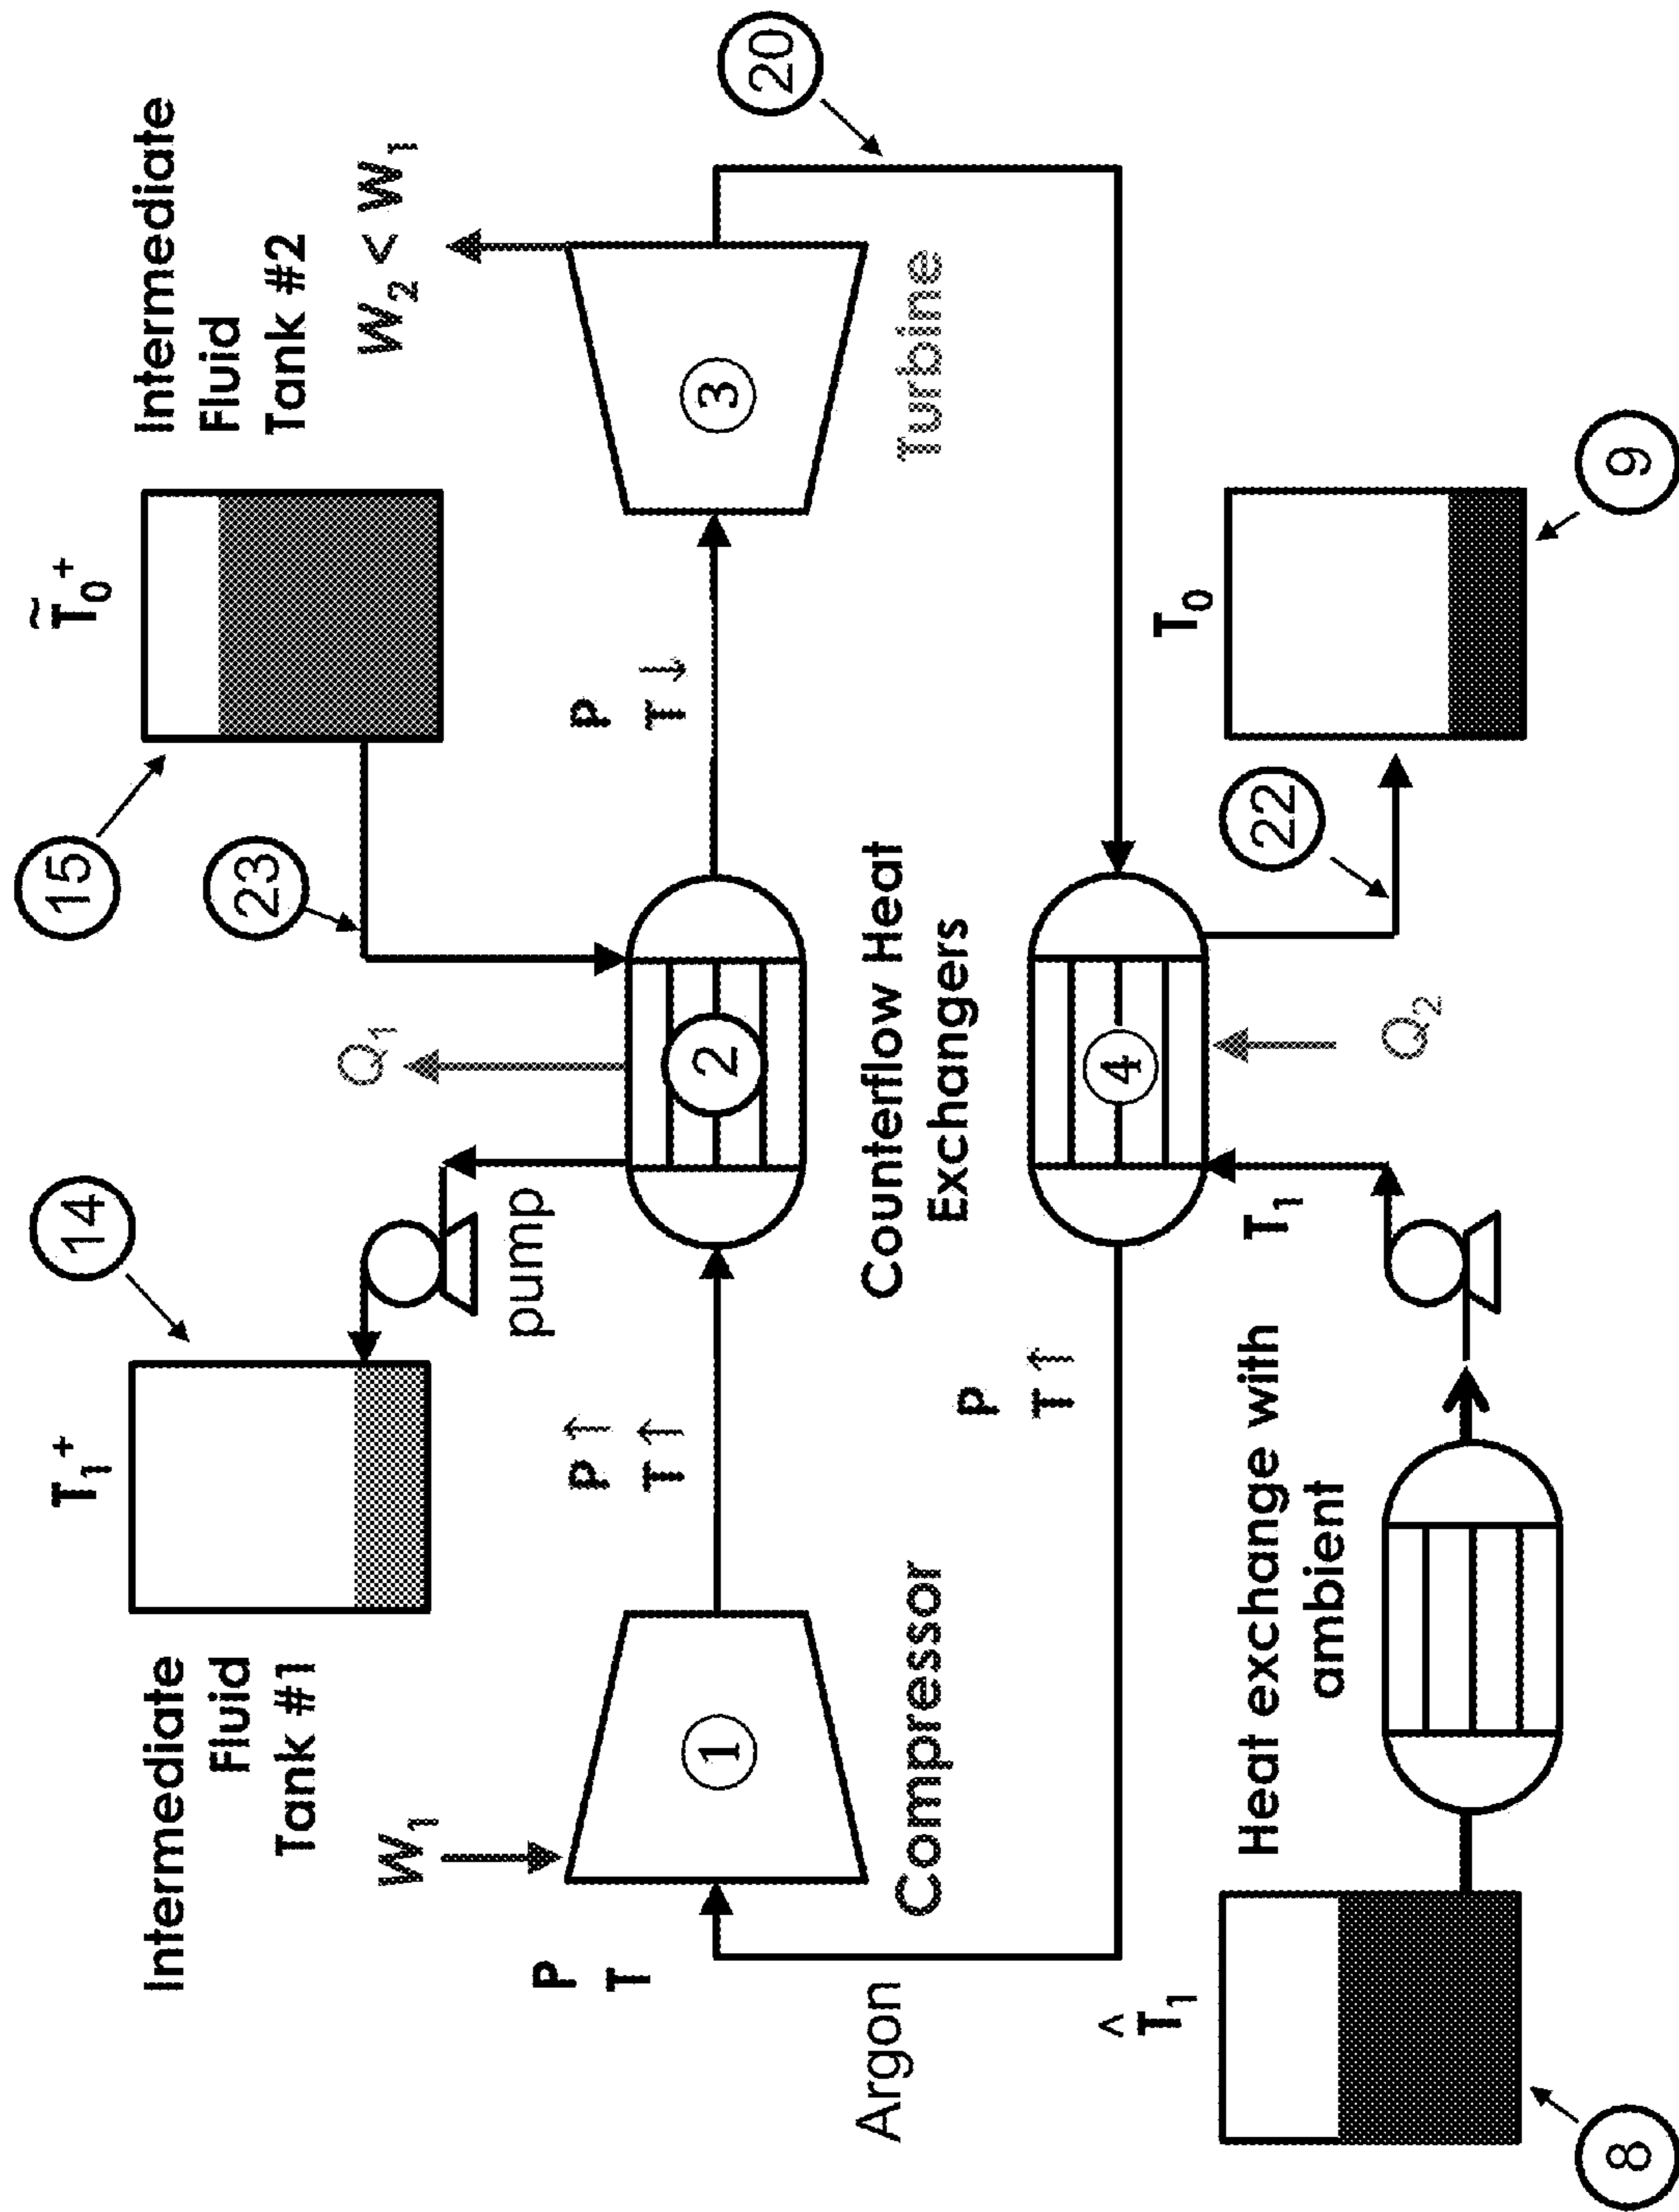 Intermediate
Fluid
Tank #1
T₁⁺
14
15
T̃₀⁺
Intermediate
Fluid
Tank #2
23
20
W₁
pump
Q₁
W₂ < W₁
P
T
P↑
T↑
P
T↓
1
2
3
Compressor
Turbine
Argon
Counterflow Heat
Exchangers
P
T↑
4
T̂₁
Heat exchange with
ambient
T₁
Q₂
22
T₀
8
9